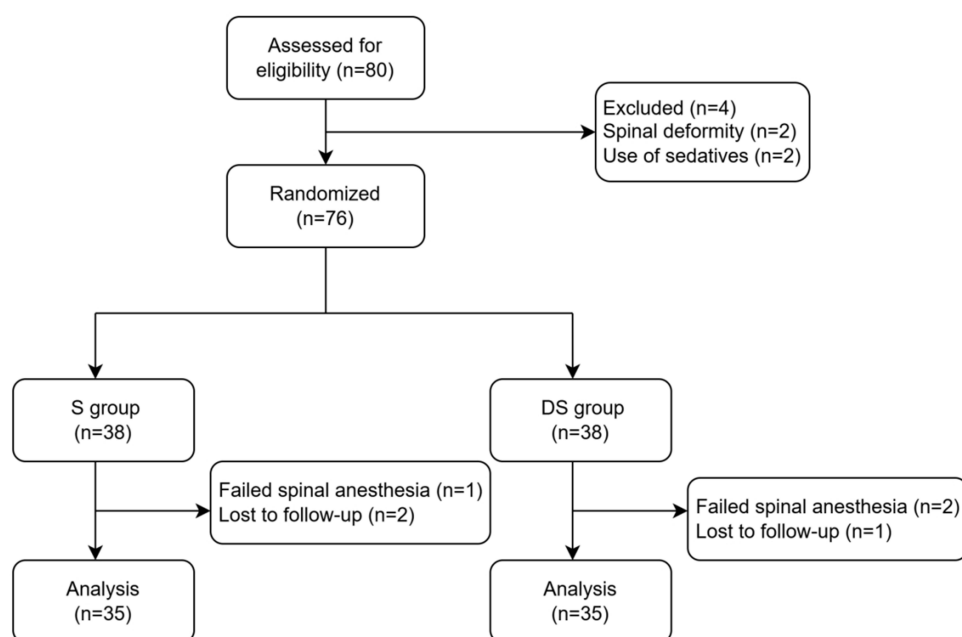 Assessed for
eligibility (n=80)
Excluded (n=4)
Spinal deformity (n=2)
Use of sedatives (n=2)
Randomized
(n=76)
S group
(n=38)
DS group
(n=38)
Failed spinal anesthesia (n=1)
Lost to follow-up (n=2)
Failed spinal anesthesia (n=2)
Lost to follow-up (n=1)
Analysis
(n=35)
Analysis
(n=35)